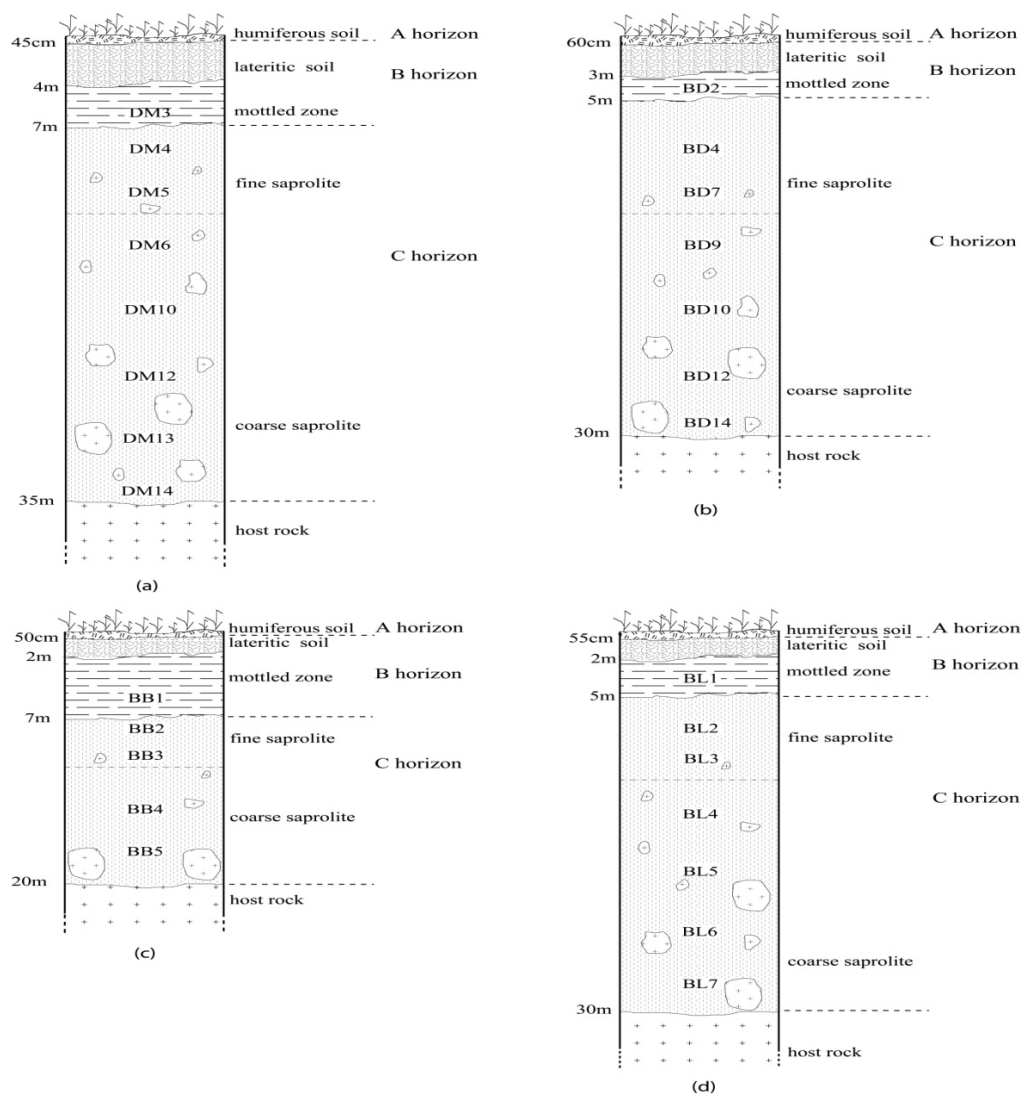 45cm humiferous soil A horizon
lateritic soil B horizon
4m
DM3 mottled zone
7m
DM4
DM5 fine saprolite
DM6
C horizon
DM10
DM12
DM13 coarse saprolite
DM14
35m
host rock
(a)
60cm humiferous soil A horizon
lateritic soil
3m B horizon
BD2 mottled zone
5m
BD4
BD7 fine saprolite
BD9 C horizon
BD10
BD12
coarse saprolite
BD14
30m
host rock
(b)
50cm humiferous soil A horizon
lateritic soil
2m
mottled zone B horizon
BB1
7m
BB2
fine saprolite
BB3
C horizon
BB4
coarse saprolite
BB5
20m
host rock
(c)
55cm humiferous soil A horizon
lateritic soil
2m B horizon
BL1 mottled zone
5m
BL2
fine saprolite
BL3
C horizon
BL4
BL5
BL6
coarse saprolite
BL7
30m
host rock
(d)